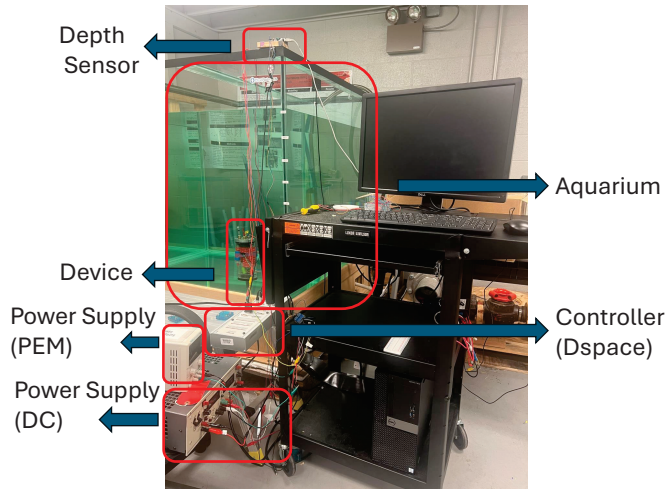 Depth
Sensor
Aquarium
Device
Power Supply
(PEM)
Controller
(Dspace)
Power Supply
(DC)